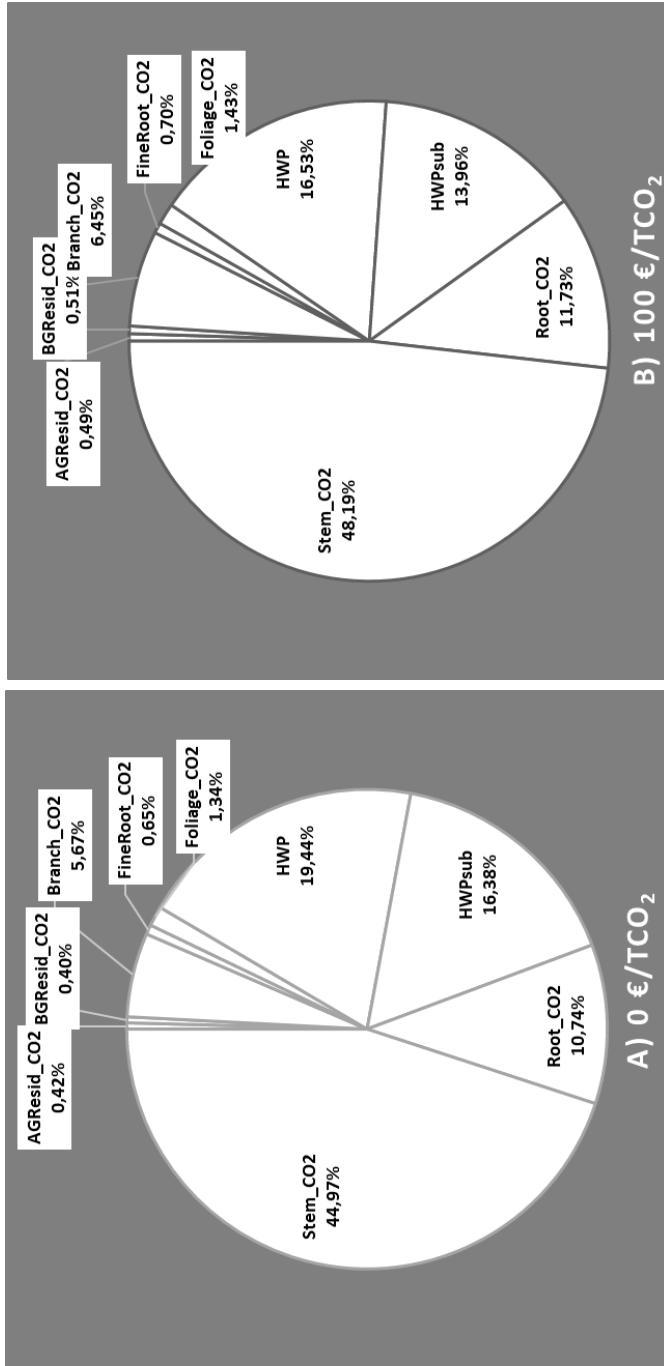 AGResid_CO2
0,42%
BGResid_CO2
0,40%
Branch_CO2
5,67%
FineRoot_CO2
0,65%
Foliage_CO2
1,34%
HWP
19,44%
HWPsub
16,38%
Root_CO2
10,74%
Stem_CO2
44,97%
A) 0 €/TCO₂
AGResid_CO2
0,49%
BGResid_CO2
0,51%
Branch_CO2
6,45%
FineRoot_CO2
0,70%
Foliage_CO2
1,43%
HWP
16,53%
HWPsub
13,96%
Root_CO2
11,73%
Stem_CO2
48,19%
B) 100 €/TCO₂